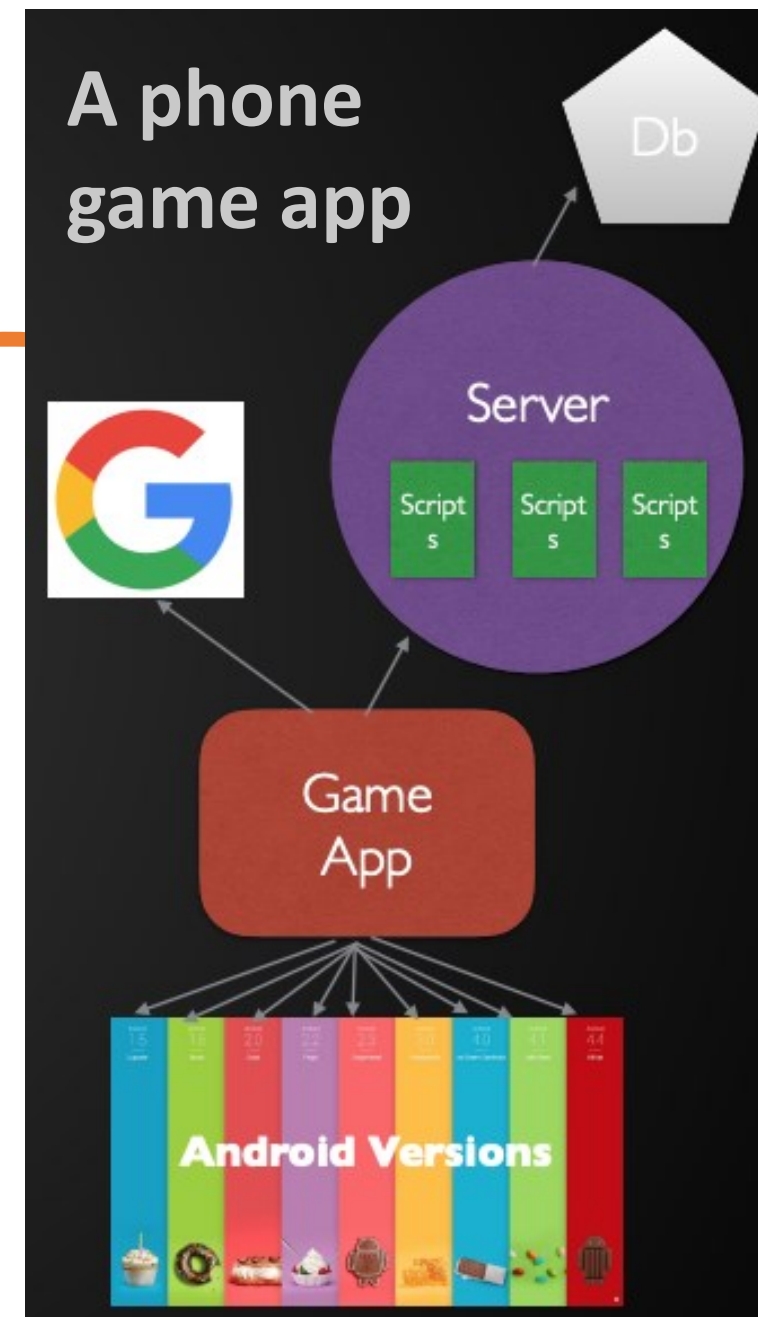 A phone
game app
Db
Server
Script
s
Script
s
Script
s
Game
App
Android Versions